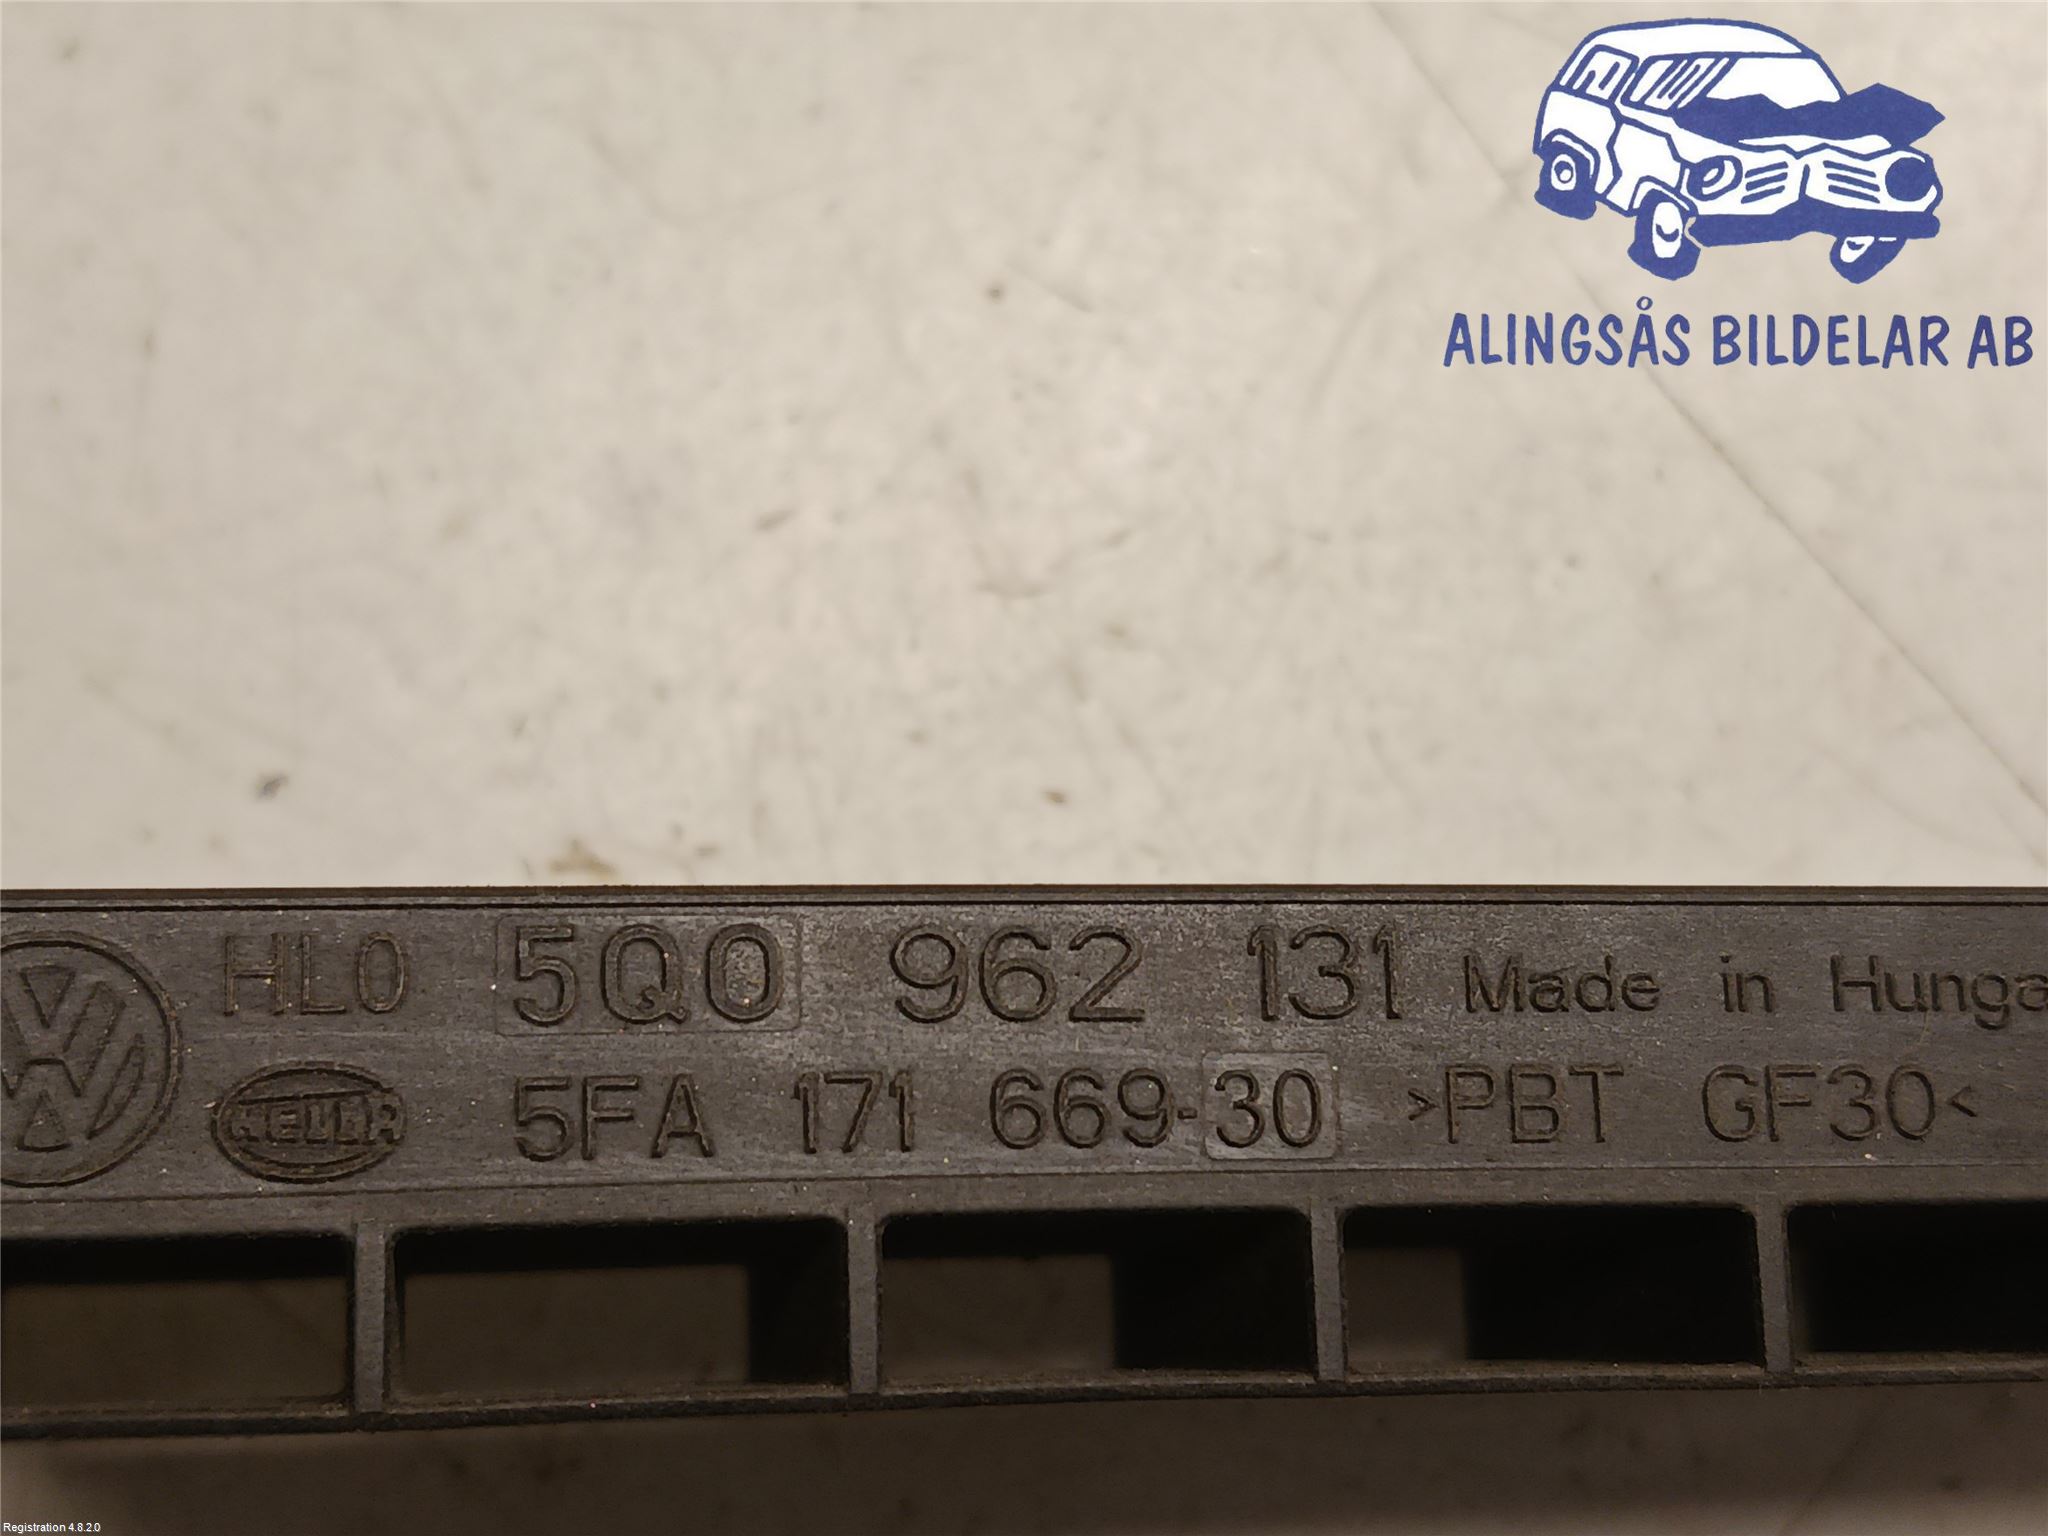 ALINGSÅS BILDELAR AB
HL0 5Q0 962 131 Made in Hunga
HELLA 5FA 171 669-30 >PBT GF30<
Registration 4.8.2.0